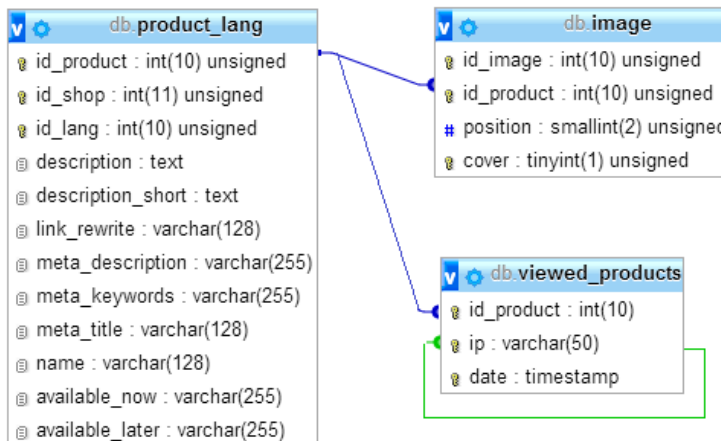 v db.product_lang
id_product : int(10) unsigned
id_shop : int(11) unsigned
id_lang : int(10) unsigned
description : text
description_short : text
link_rewrite : varchar(128)
meta_description : varchar(255)
meta_keywords : varchar(255)
meta_title : varchar(128)
name : varchar(128)
available_now : varchar(255)
available_later : varchar(255)
v db.image
id_image : int(10) unsigned
id_product : int(10) unsigned
# position : smallint(2) unsigned
cover : tinyint(1) unsigned
v db.viewed_products
id_product : int(10)
ip : varchar(50)
date : timestamp